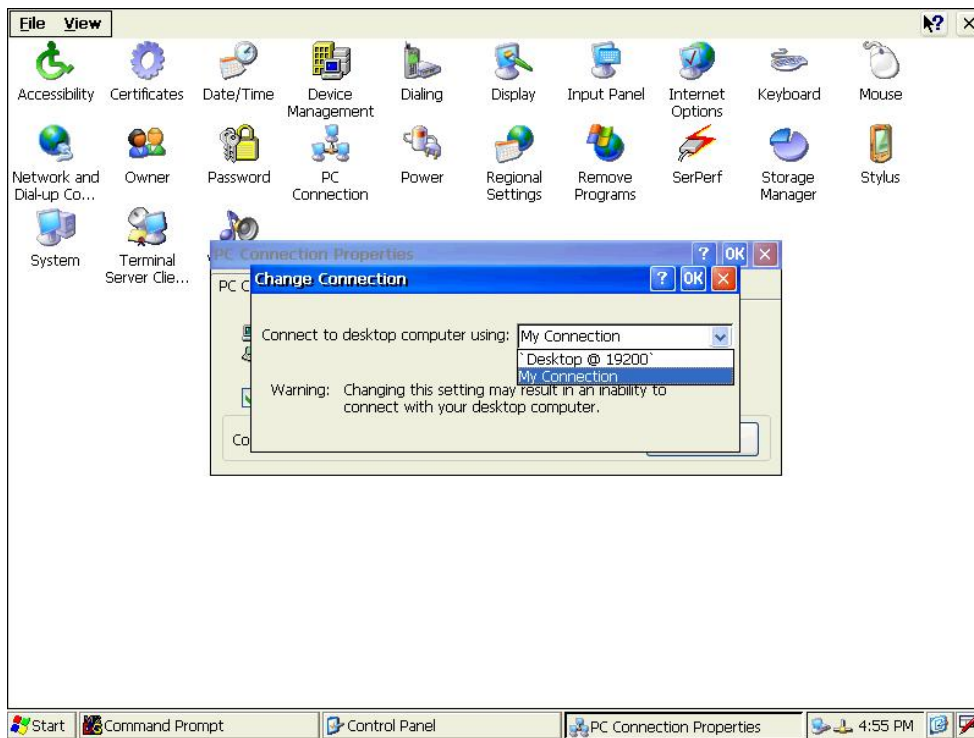 File View
Accessibility Certificates Date/Time Device Management Dialing Display Input Panel Internet Options Keyboard Mouse
Network and Dial-up Co... Owner Password PC Connection Power Regional Settings Remove Programs SerPerf Storage Manager Stylus
System Terminal Server Clie...
PC Connection Properties ? OK
PC C
Change Connection ? OK
Connect to desktop computer using: My Connection
`Desktop @ 19200`
My Connection
Warning: Changing this setting may result in an inability to
connect with your desktop computer.
Co
Start Command Prompt Control Panel PC Connection Properties 4:55 PM